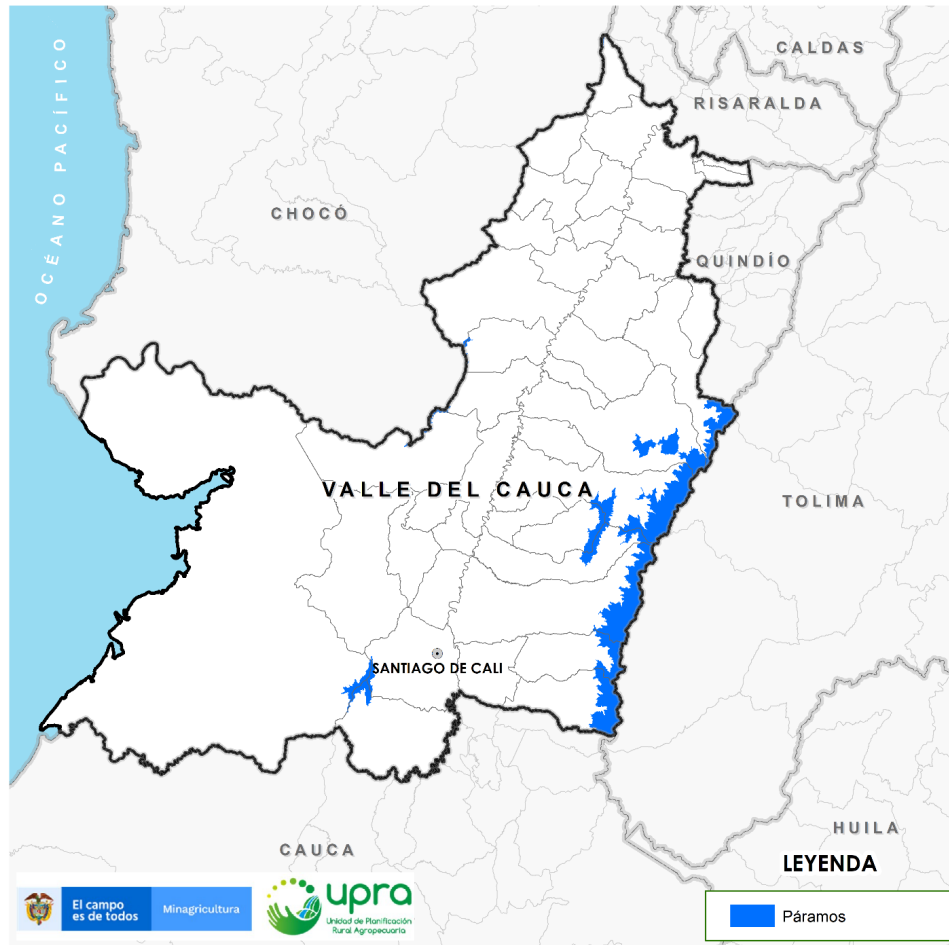 CALDAS
RISARALDA
OCÉANO PACÍFICO
CHOCÓ
QUINDÍO
VALLE DEL CAUCA
TOLIMA
SANTIAGO DE CALI
HUILA
CAUCA
LEYENDA
Páramos
El campo
es de todos
Minagricultura
upra
Unidad de Planificación
Rural Agropecuaria